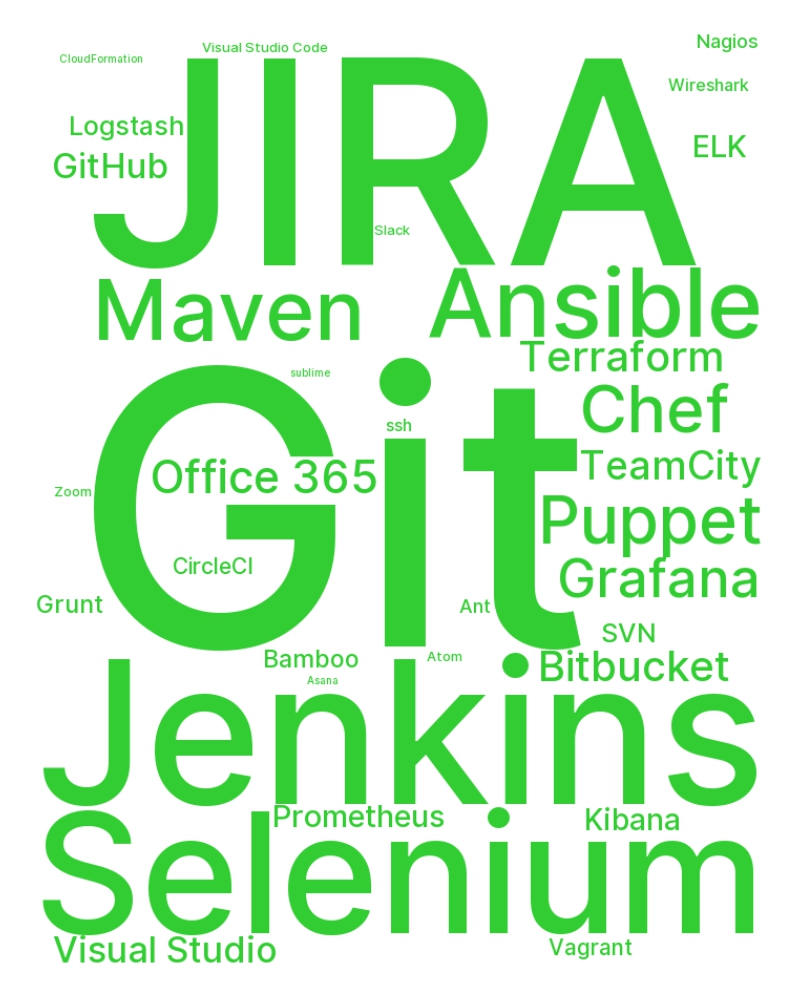 Nagios
Visual Studio Code
CloudFormation
JIRA
Wireshark
Logstash
ELK
GitHub
Slack
Maven
Ansible
Terraform
sublime
Git
Chef
ssh
TeamCity
Office 365
Zoom
Puppet
CircleCI
Grafana
Grunt
Ant
SVN
Bamboo
Atom
Bitbucket
Asana
Jenkins
Prometheus
Kibana
Selenium
Visual Studio
Vagrant